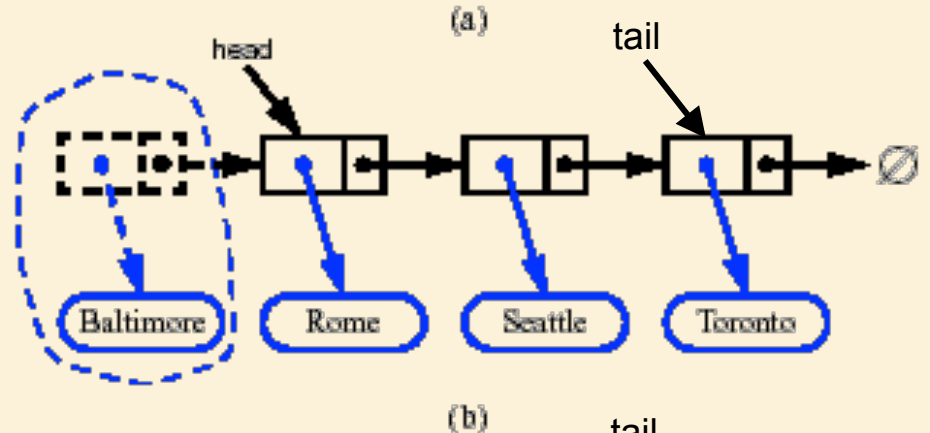 (a)
tail
head
∅
Baltimore Rome Seattle Toronto
(b)
tail